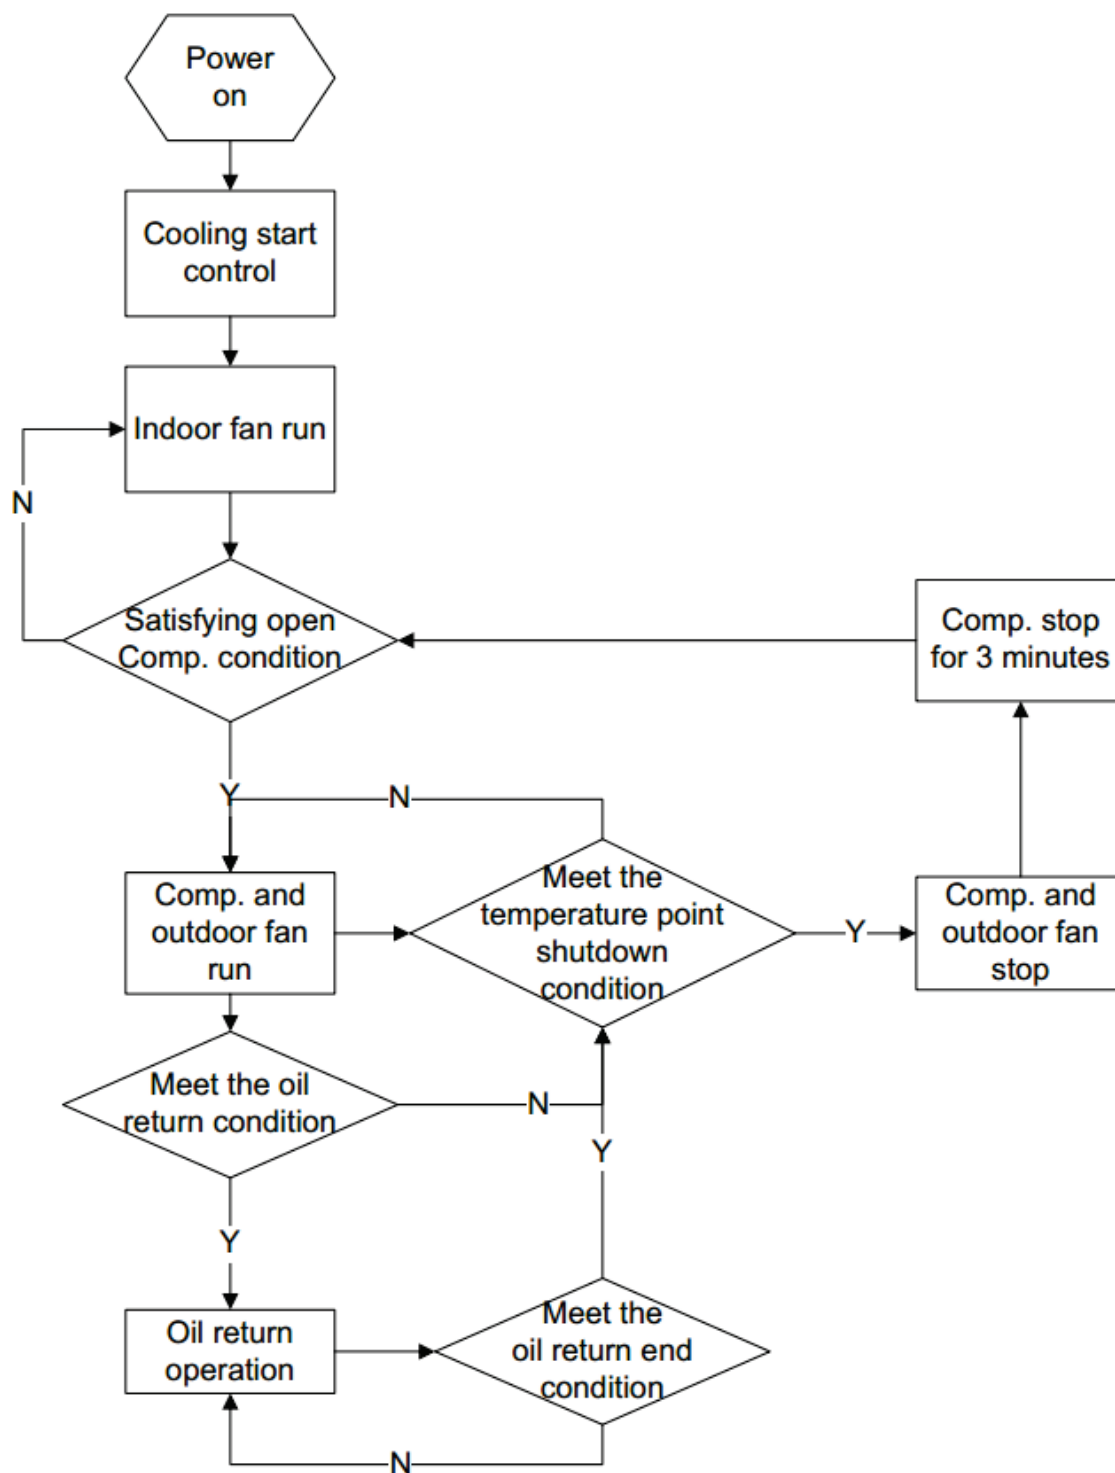 Power
on
Cooling start
control
Indoor fan run
N
Satisfying open
Comp. condition
Comp. stop
for 3 minutes
Y
N
Comp. and
outdoor fan
run
Meet the
temperature point
shutdown
condition
Y
Comp. and
outdoor fan
stop
Meet the oil
return condition
N
Y
Y
Oil return
operation
Meet the
oil return end
condition
N